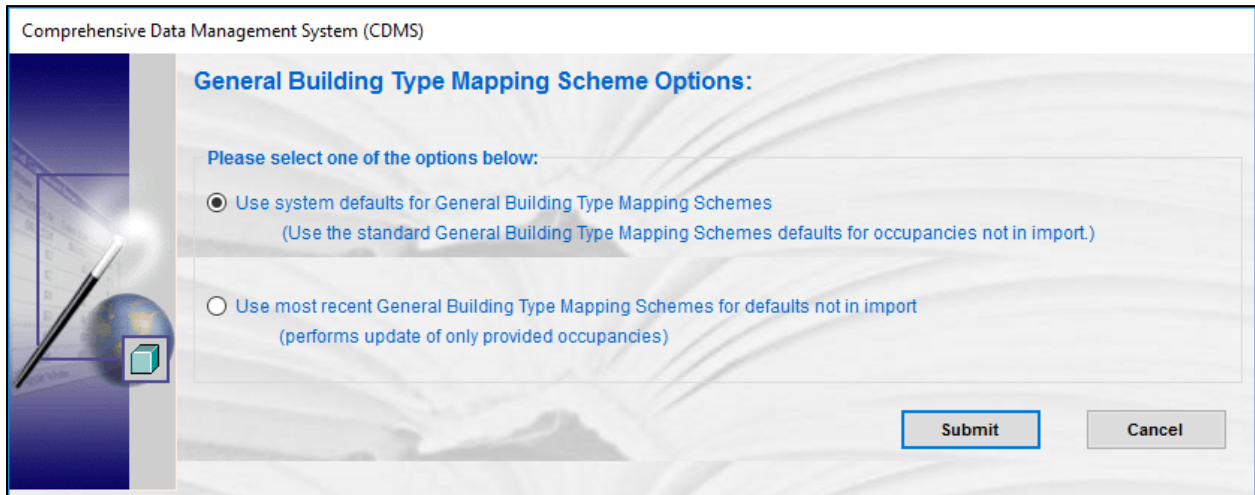 Comprehensive Data Management System (CDMS)
General Building Type Mapping Scheme Options:
Please select one of the options below:
Use system defaults for General Building Type Mapping Schemes
(Use the standard General Building Type Mapping Schemes defaults for occupancies not in import.)
Use most recent General Building Type Mapping Schemes for defaults not in import
(performs update of only provided occupancies)
Submit
Cancel